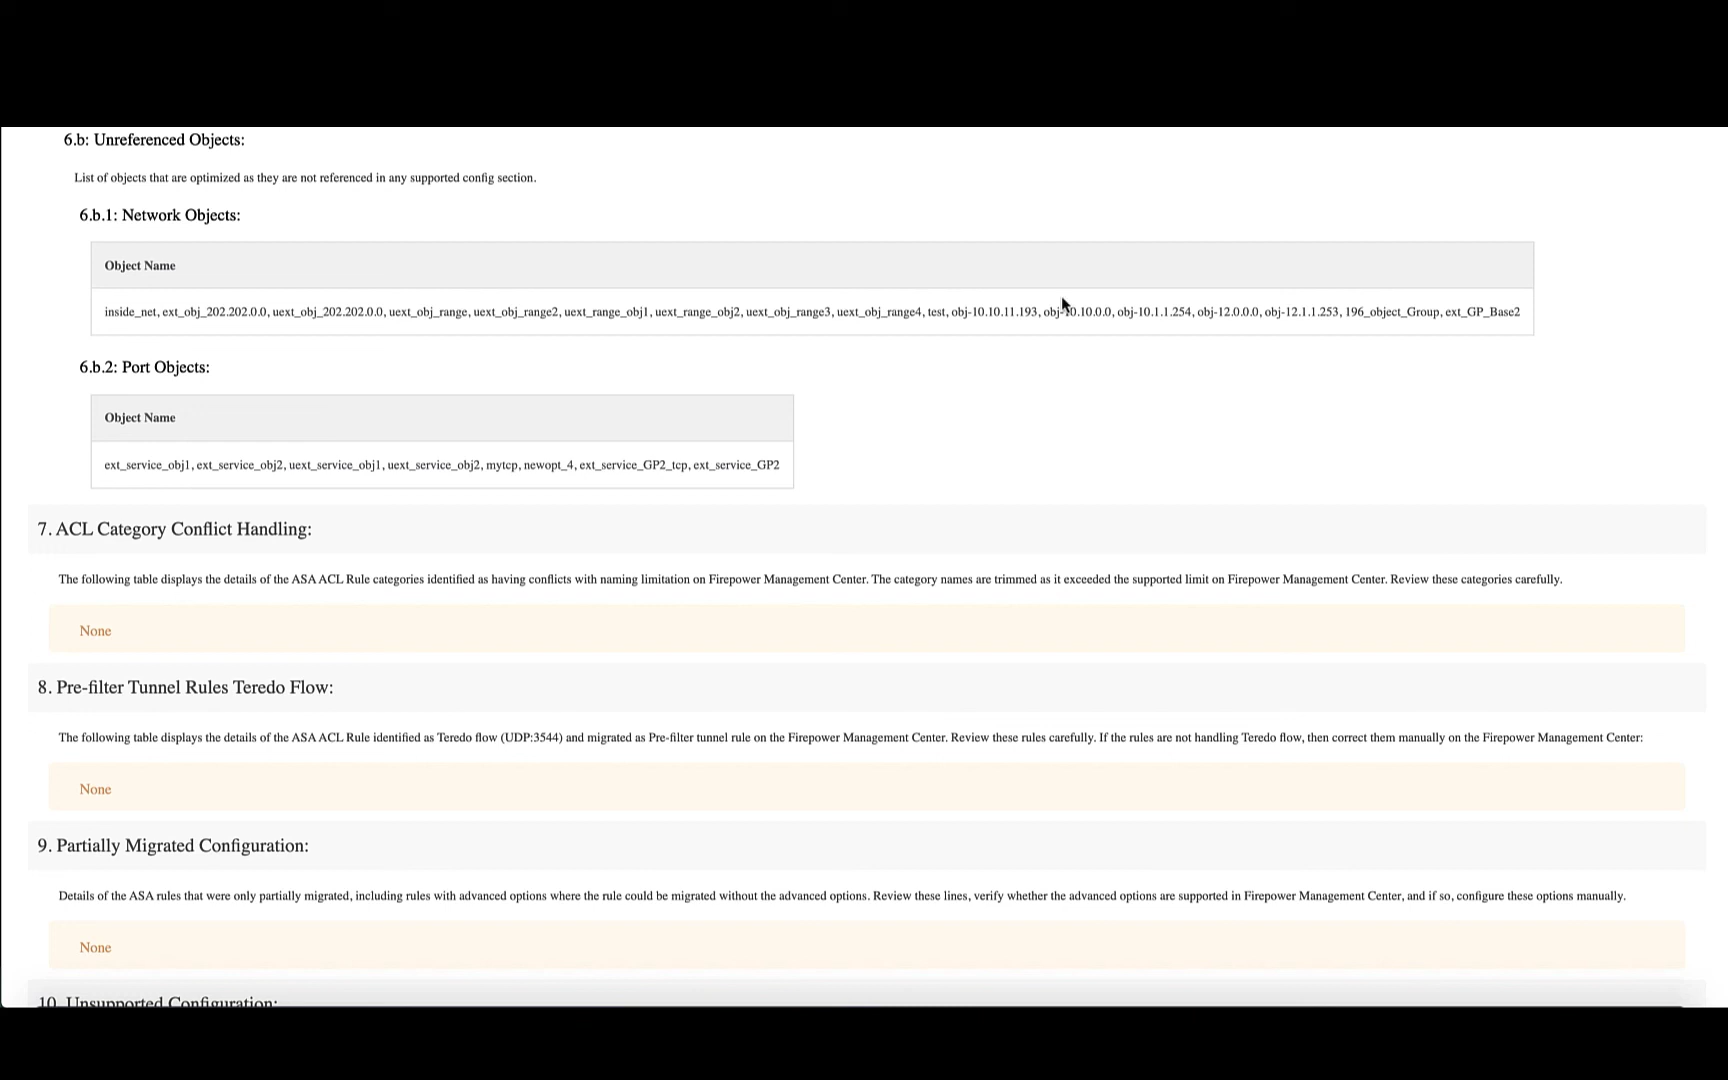 6.b: Unreferenced Objects:
List of objects that are optimized as they are not referenced in any supported config section.
6.b.1: Network Objects:
Object Name
inside_net, ext_obj_202.202.0.0, uext_obj_202.202.0.0, uext_obj_range, uext_obj_range2, uext_range_obj1, uext_range_obj2, uext_obj_range3, uext_obj_range4, test, obj-10.10.11.193, obj-10.10.0.0, obj-10.1.1.254, obj-12.0.0.0, obj-12.1.1.253, 196_object_Group, ext_GP_Base2
6.b.2: Port Objects:
Object Name
ext_service_obj1, ext_service_obj2, uext_service_obj1, uext_service_obj2, mytcp, newopt_4, ext_service_GP2_tcp, ext_service_GP2
7. ACL Category Conflict Handling:
The following table displays the details of the ASA ACL Rule categories identified as having conflicts with naming limitation on Firepower Management Center. The category names are trimmed as it exceeded the supported limit on Firepower Management Center. Review these categories carefully.
None
8. Pre-filter Tunnel Rules Teredo Flow:
The following table displays the details of the ASA ACL Rule identified as Teredo flow (UDP:3544) and migrated as Pre-filter tunnel rule on the Firepower Management Center. Review these rules carefully. If the rules are not handling Teredo flow, then correct them manually on the Firepower Management Center:
None
9. Partially Migrated Configuration:
Details of the ASA rules that were only partially migrated, including rules with advanced options where the rule could be migrated without the advanced options. Review these lines, verify whether the advanced options are supported in Firepower Management Center, and if so, configure these options manually.
None
10. Unsupported Configuration: